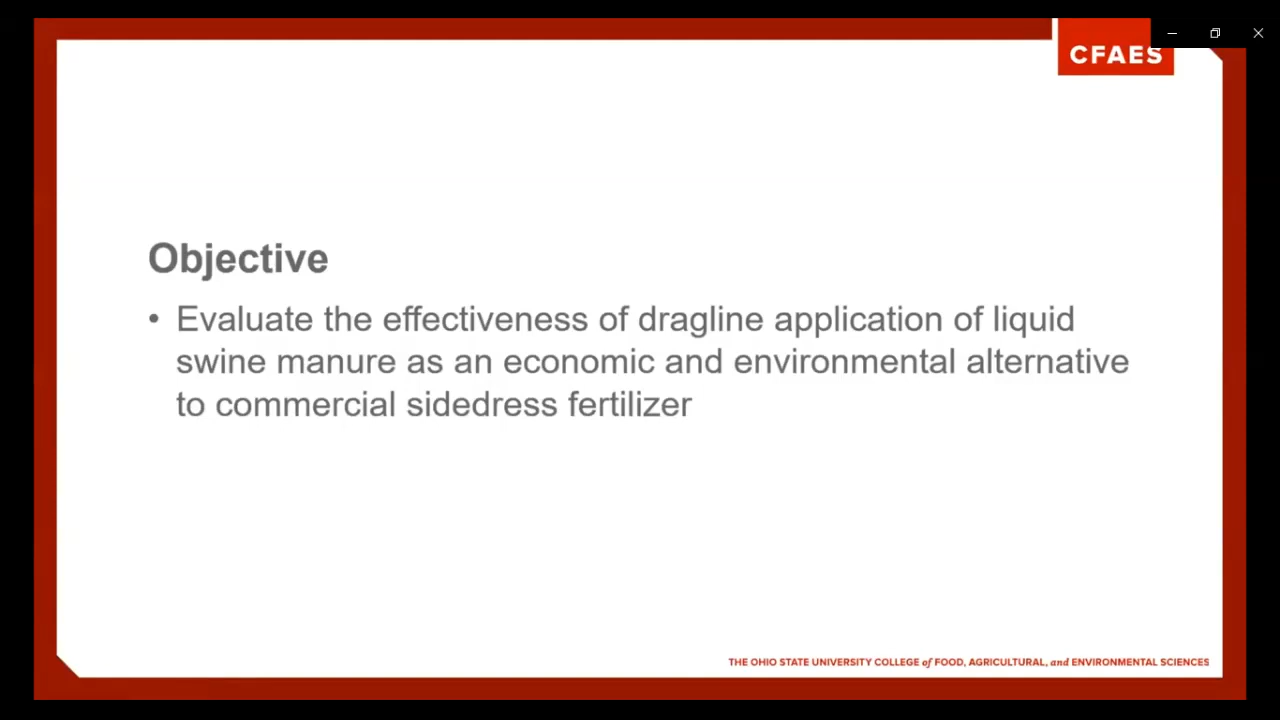 CFAES
Objective
• Evaluate the effectiveness of dragline application of liquid
swine manure as an economic and environmental alternative
to commercial sidedress fertilizer
THE OHIO STATE UNIVERSITY COLLEGE of FOOD, AGRICULTURAL, and ENVIRONMENTAL SCIENCES